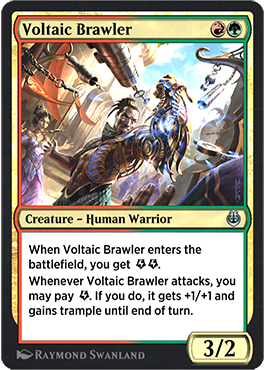 Voltaic Brawler
Creature – Human Warrior
When Voltaic Brawler enters the
battlefield, you get.
Whenever Voltaic Brawler attacks, you
may pay. If you do, it gets +1/+1 and
gains trample until end of turn.
Raymond Swanland
3/2